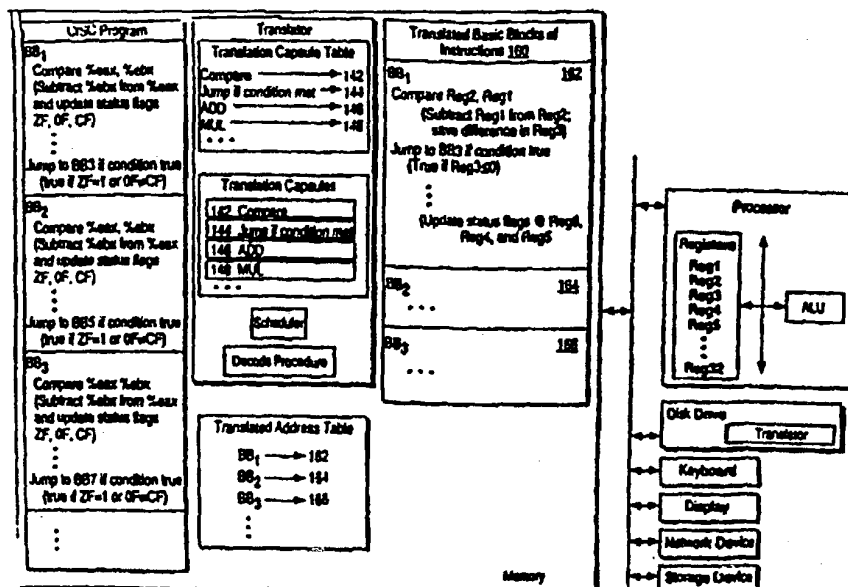 CISC Program
BB1
Compare %eax, %ebx
(Subtract %ebx from %eax
and update status flags
ZF, OF, CF)
Jump to BB3 if condition true
(true if ZF=1 or OF≠CF)
BB2
Compare %eax, %ebx
(Subtract %ebx from %eax
and update status flags
ZF, OF, CF)
Jump to BB5 if condition true
(true if ZF=1 or OF≠CF)
BB3
Compare %eax %ebx
(Subtract %ebx from %eax
and update status flags
ZF, OF, CF)
Jump to BB7 if condition true
(true if ZF=1 or OF≠CF)
Translator
Translation Capsule Table
Compare 142
Jump if condition met 144
ADD 146
MUL 148
Translation Capsules
142 Compare
144 Jump if condition met
146 ADD
148 MUL
Scheduler
Decode Procedure
Translated Address Table
BB1 162
BB2 164
BB3 166
Translated Basic Blocks of
Instructions 160
BB1 162
Compare Reg2, Reg1
(Subtract Reg1 from Reg2;
save difference in Reg3)
Jump to BB3 if condition true
(True if Reg3≤0)
(Update status flags @
Reg4, and Reg5
BB2 164
BB3 166
Memory
Processor
Registers
Reg1
Reg2
Reg3
Reg4
Reg5
Reg32
ALU
Disk Drive
Translator
Keyboard
Display
Network Device
Storage Device